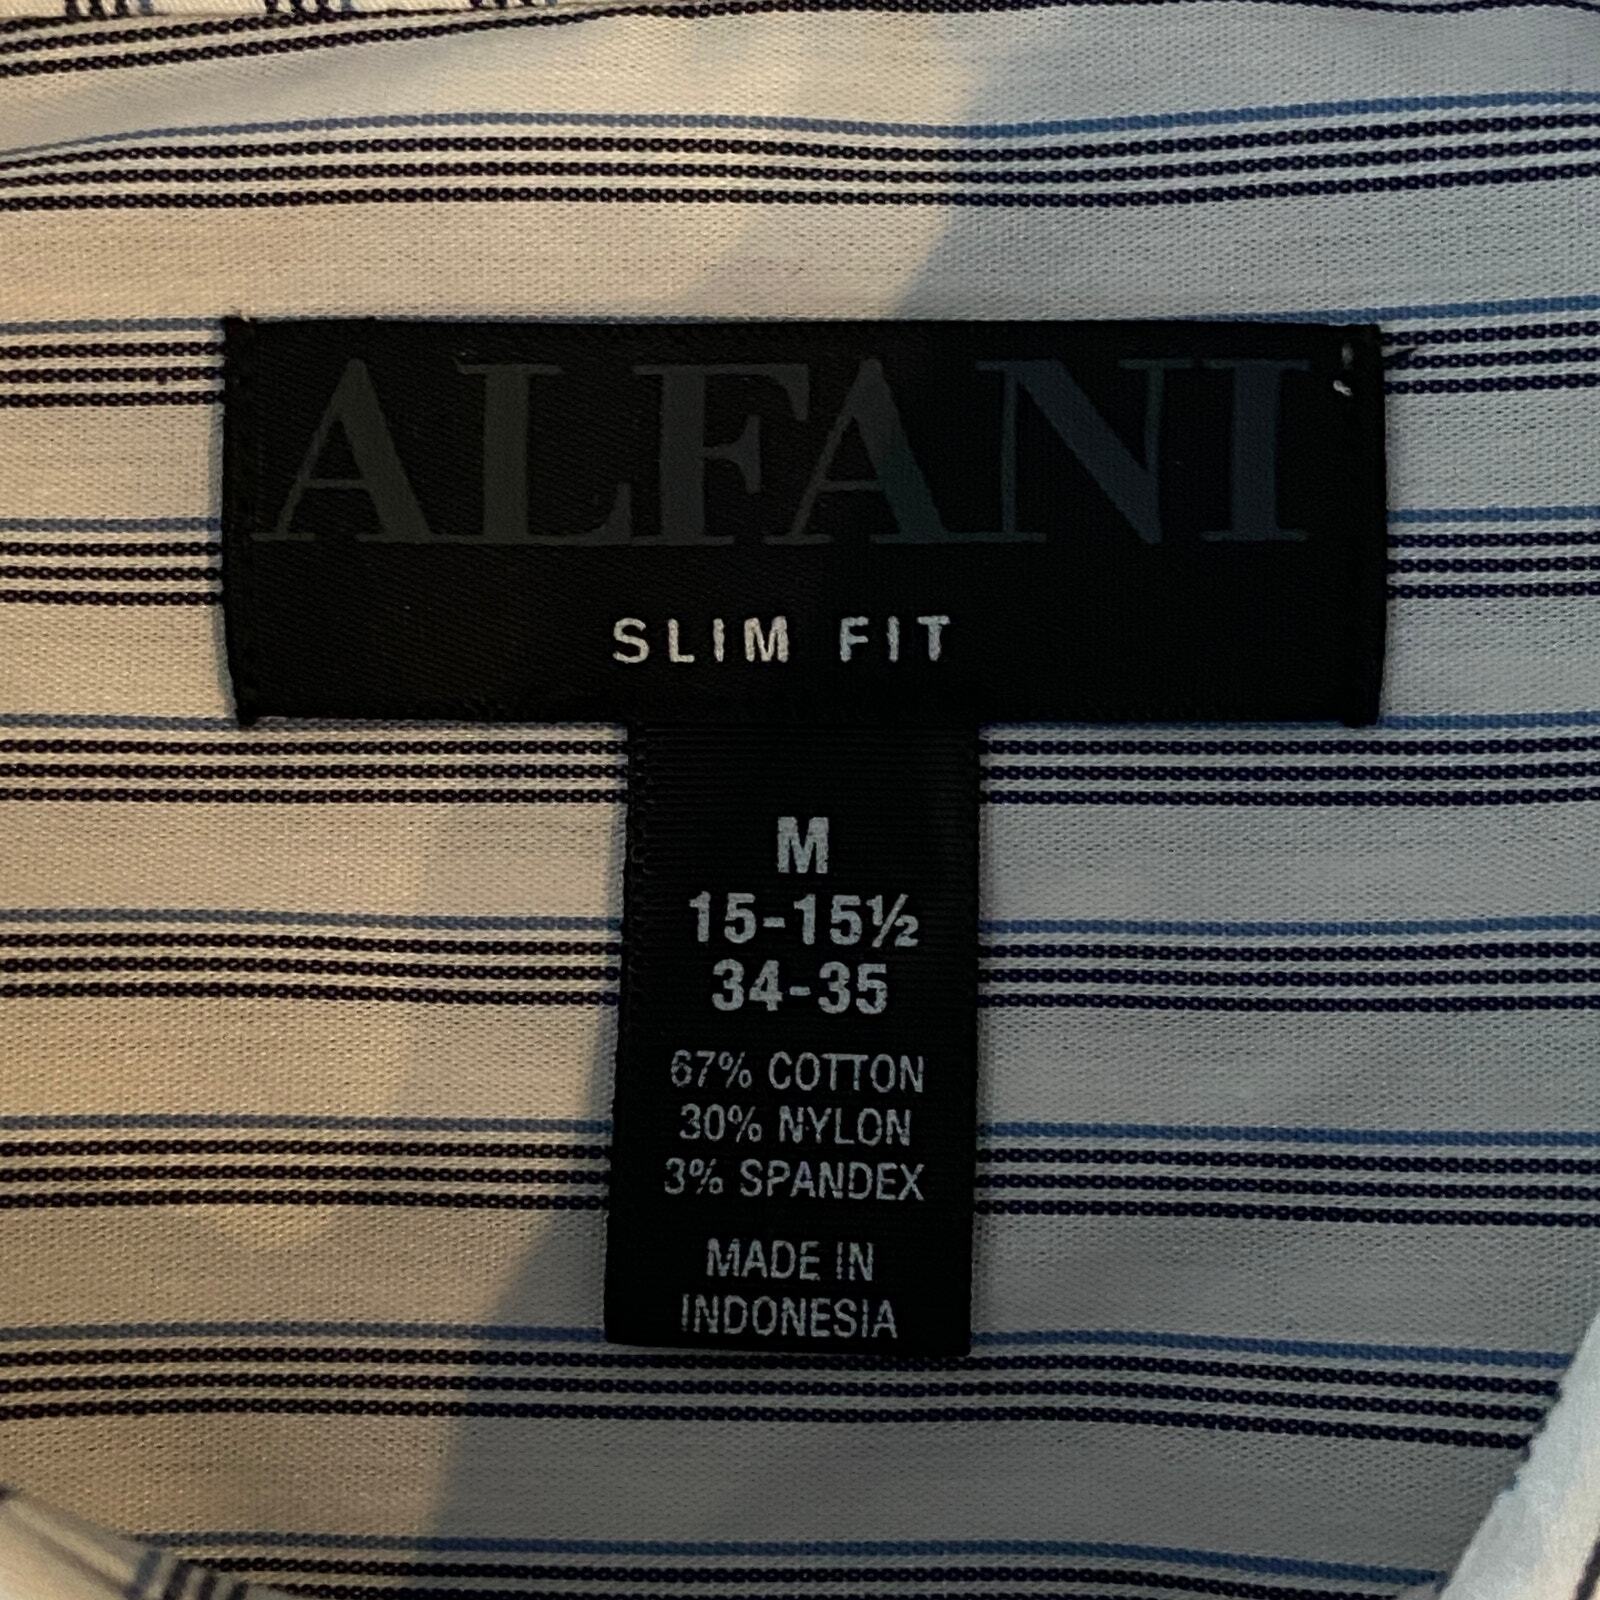 ALFANI
SLIM FIT
M
15-15½
34-35
67% COTTON
30% NYLON
3% SPANDEX
MADE IN
INDONESIA